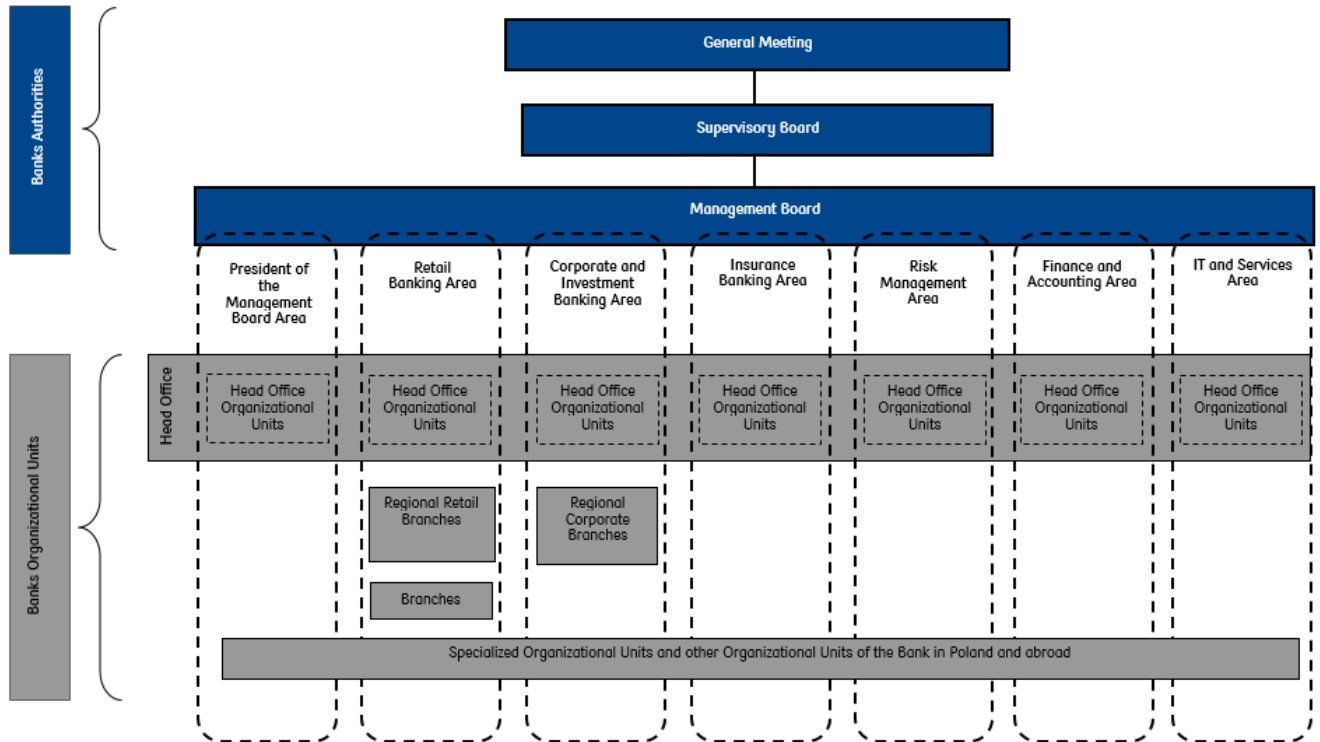 Banks Authorities
General Meeting
Supervisory Board
Management Board
President of
the
Management
Board Area
Retail
Banking Area
Corporate and
Investment
Banking Area
Insurance
Banking Area
Risk
Management
Area
Finance and
Accounting Area
IT and Services
Area
Banks Organizational Units
Head Office
Head Office
Organizational
Units
Head Office
Organizational
Units
Head Office
Organizational
Units
Head Office
Organizational
Units
Head Office
Organizational
Units
Head Office
Organizational
Units
Head Office
Organizational
Units
Regional Retail
Branches
Regional
Corporate
Branches
Branches
Specialized Organizational Units and other Organizational Units of the Bank in Poland and abroad